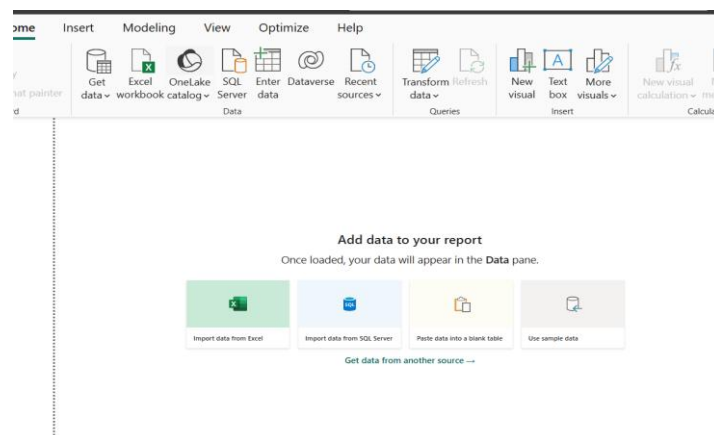 ome Insert Modeling View Optimize Help
Get Excel OneLake SQL Enter Dataverse Recent Transform Refresh New Text More New visual
at painter data workbook catalog Server data sources data visual box visuals calculation
Data Queries Insert Calcula
Add data to your report
Once loaded, your data will appear in the Data pane.
Import data from Excel Import data from SQL Server Paste data into a blank table Use sample data
Get data from another source →